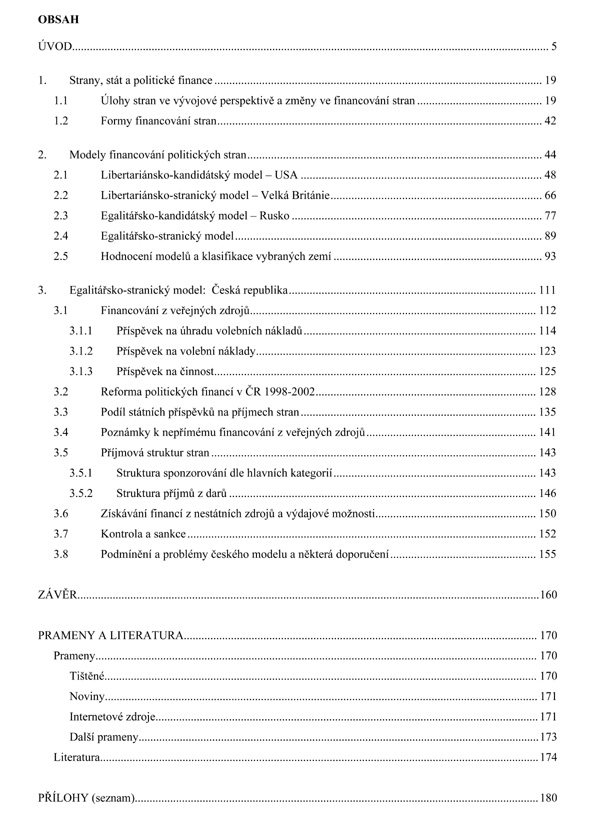 OBSAH
ÚVOD.......... 5
1. Strany, stát a politické finance .......... 19
1.1 Úlohy stran ve vývojové perspektivě a změny ve financování stran .......... 19
1.2 Formy financování stran.......... 42
2. Modely financování politických stran.......... 44
2.1 Libertariánsko-kandidátský model – USA .......... 48
2.2 Libertariánsko-stranický model – Velká Británie.......... 66
2.3 Egalitářsko-kandidátský model – Rusko .......... 77
2.4 Egalitářsko-stranický model.......... 89
2.5 Hodnocení modelů a klasifikace vybraných zemí .......... 93
3. Egalitářsko-stranický model: Česká republika.......... 111
3.1 Financování z veřejných zdrojů.......... 112
3.1.1 Příspěvek na úhradu volebních nákladů.......... 114
3.1.2 Příspěvek na volební náklady.......... 123
3.1.3 Příspěvek na činnost.......... 125
3.2 Reforma politických financí v ČR 1998-2002.......... 128
3.3 Podíl státních příspěvků na příjmech stran.......... 135
3.4 Poznámky k nepřímému financování z veřejných zdrojů.......... 141
3.5 Příjmová struktur stran .......... 143
3.5.1 Struktura sponzorování dle hlavních kategorií.......... 143
3.5.2 Struktura příjmů z darů .......... 146
3.6 Získávání financí z nestátních zdrojů a výdajové možnosti.......... 150
3.7 Kontrola a sankce.......... 152
3.8 Podmínění a problémy českého modelu a některá doporučení.......... 155
ZÁVĚR..........160
PRAMENY A LITERATURA.......... 170
Prameny.......... 170
Tištěné.......... 170
Noviny.......... 171
Internetové zdroje..........171
Další prameny..........173
Literatura..........174
PŘÍLOHY (seznam)..........180